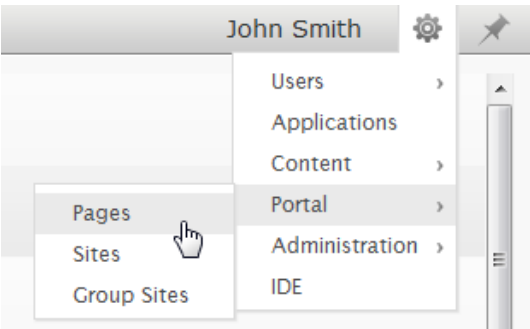 John Smith
Users
Applications
Content
Portal
Administration
IDE
Pages
Sites
Group Sites